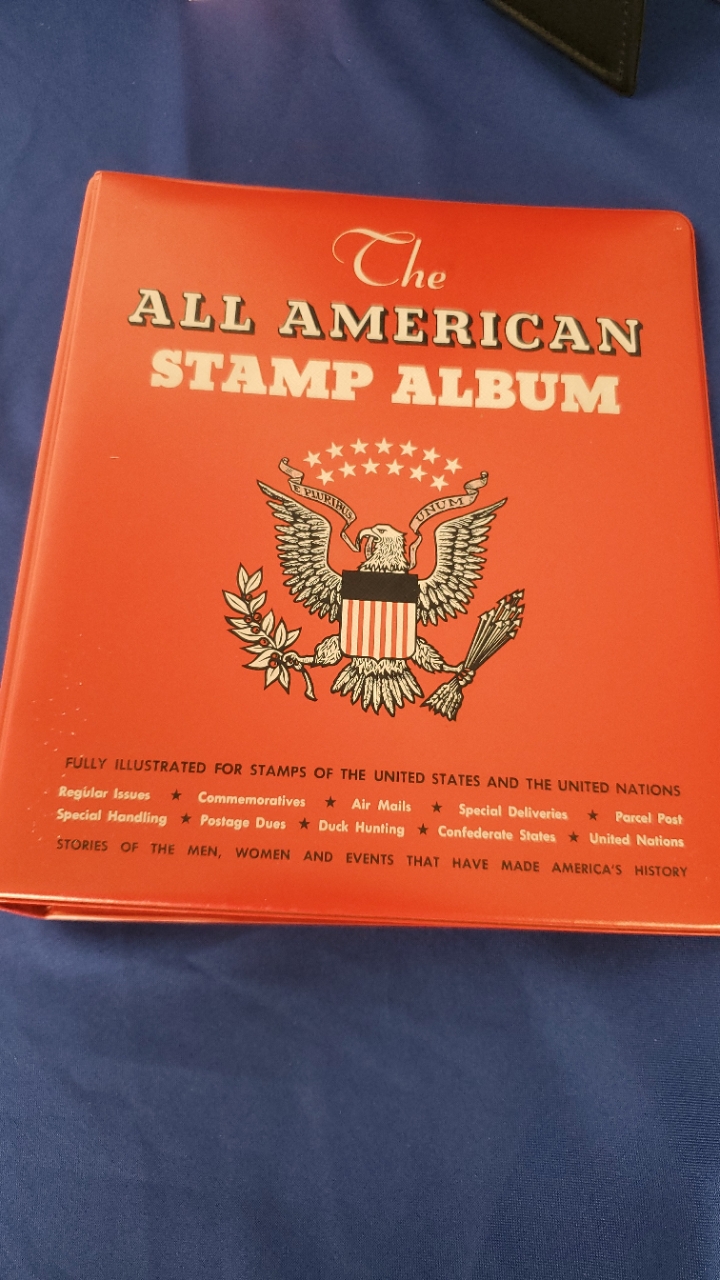 The
ALL AMERICAN
STAMP ALBUM
E PLURIBUS UNUM
FULLY ILLUSTRATED FOR STAMPS OF THE UNITED STATES AND THE UNITED NATIONS
Regular Issues ★ Commemoratives ★ Air Mails ★ Special Deliveries ★ Parcel Post
Special Handling ★ Postage Dues ★ Duck Hunting ★ Confederate States ★ United Nations
STORIES OF THE MEN, WOMEN AND EVENTS THAT HAVE MADE AMERICA'S HISTORY